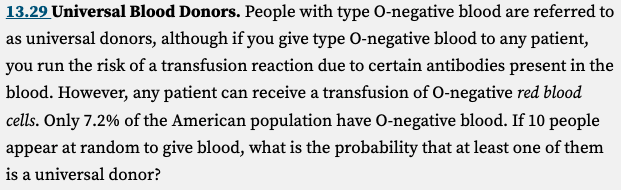 13.29 Universal Blood Donors. People with type O-negative blood are referred to
as universal donors, although if you give type O-negative blood to any patient,
you run the risk of a transfusion reaction due to certain antibodies present in the
blood. However, any patient can receive a transfusion of O-negative red blood
cells. Only 7.2% of the American population have O-negative blood. If 10 people
appear at random to give blood, what is the probability that at least one of them
is a universal donor?